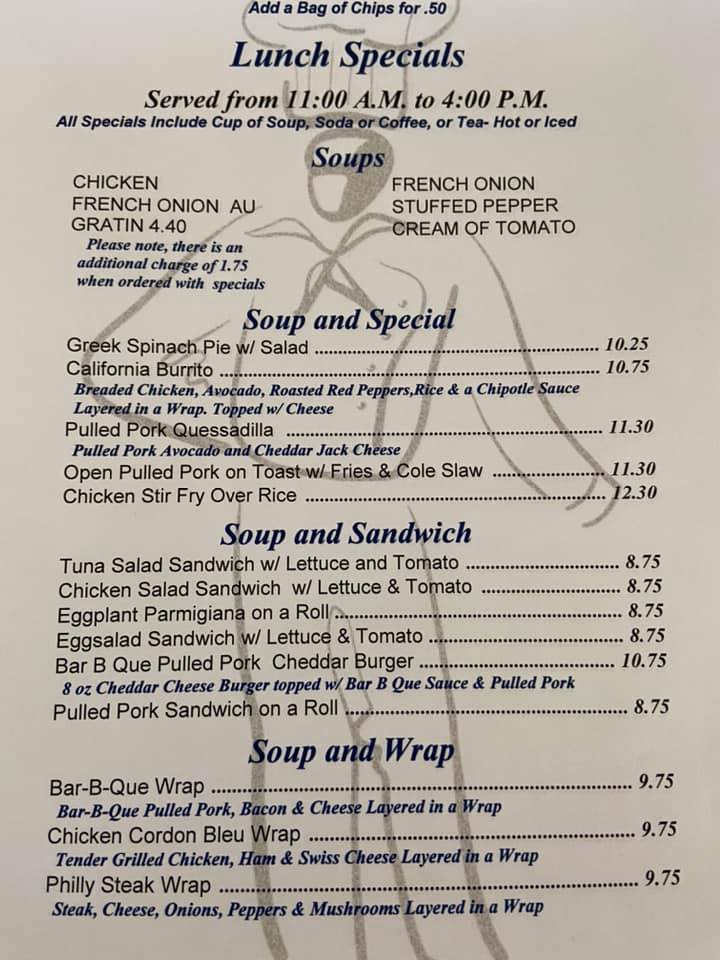 Add a Bag of Chips for .50
Lunch Specials
Served from 11:00 A.M. to 4:00 P.M.
All Specials Include Cup of Soup, Soda or Coffee, or Tea- Hot or Iced
Soups
CHICKEN
FRENCH ONION AU
GRATIN 4.40
Please note, there is an
additional charge of 1.75
when ordered with specials
FRENCH ONION
STUFFED PEPPER
CREAM OF TOMATO
Soup and Special
Greek Spinach Pie w/ Salad ........ 10.25
California Burrito ........ 10.75
Breaded Chicken, Avocado, Roasted Red Peppers,Rice & a Chipotle Sauce
Layered in a Wrap. Topped w/ Cheese
Pulled Pork Quessadilla ........ 11.30
Pulled Pork Avocado and Cheddar Jack Cheese
Open Pulled Pork on Toast w/ Fries & Cole Slaw ........ 11.30
Chicken Stir Fry Over Rice ........ 12.30
Soup and Sandwich
Tuna Salad Sandwich w/ Lettuce and Tomato ........ 8.75
Chicken Salad Sandwich w/ Lettuce & Tomato ........ 8.75
Eggplant Parmigiana on a Roll ........ 8.75
Eggsalad Sandwich w/ Lettuce & Tomato ........ 8.75
Bar B Que Pulled Pork Cheddar Burger ........ 10.75
8 oz Cheddar Cheese Burger topped w/ Bar B Que Sauce & Pulled Pork
Pulled Pork Sandwich on a Roll ........ 8.75
Soup and Wrap
Bar-B-Que Wrap ........ 9.75
Bar-B-Que Pulled Pork, Bacon & Cheese Layered in a Wrap
Chicken Cordon Bleu Wrap ........ 9.75
Tender Grilled Chicken, Ham & Swiss Cheese Layered in a Wrap
Philly Steak Wrap ........ 9.75
Steak, Cheese, Onions, Peppers & Mushrooms Layered in a Wrap